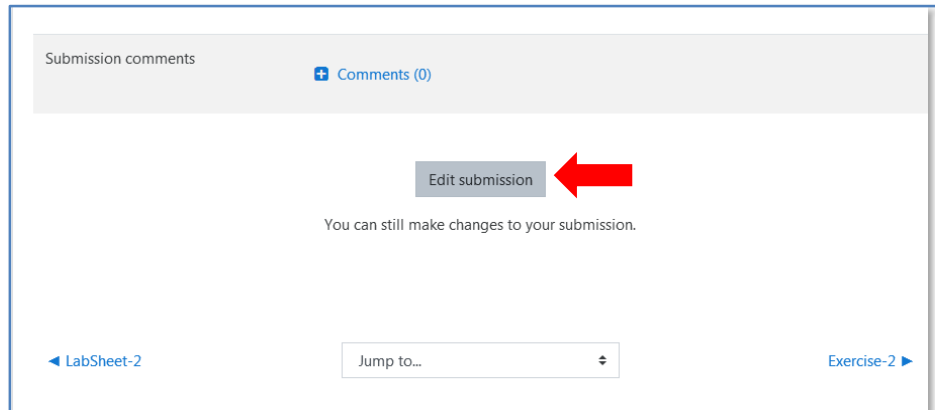 Submission comments
Comments (0)
Edit submission
You can still make changes to your submission.
◄ LabSheet-2
Jump to...
Exercise-2 ►